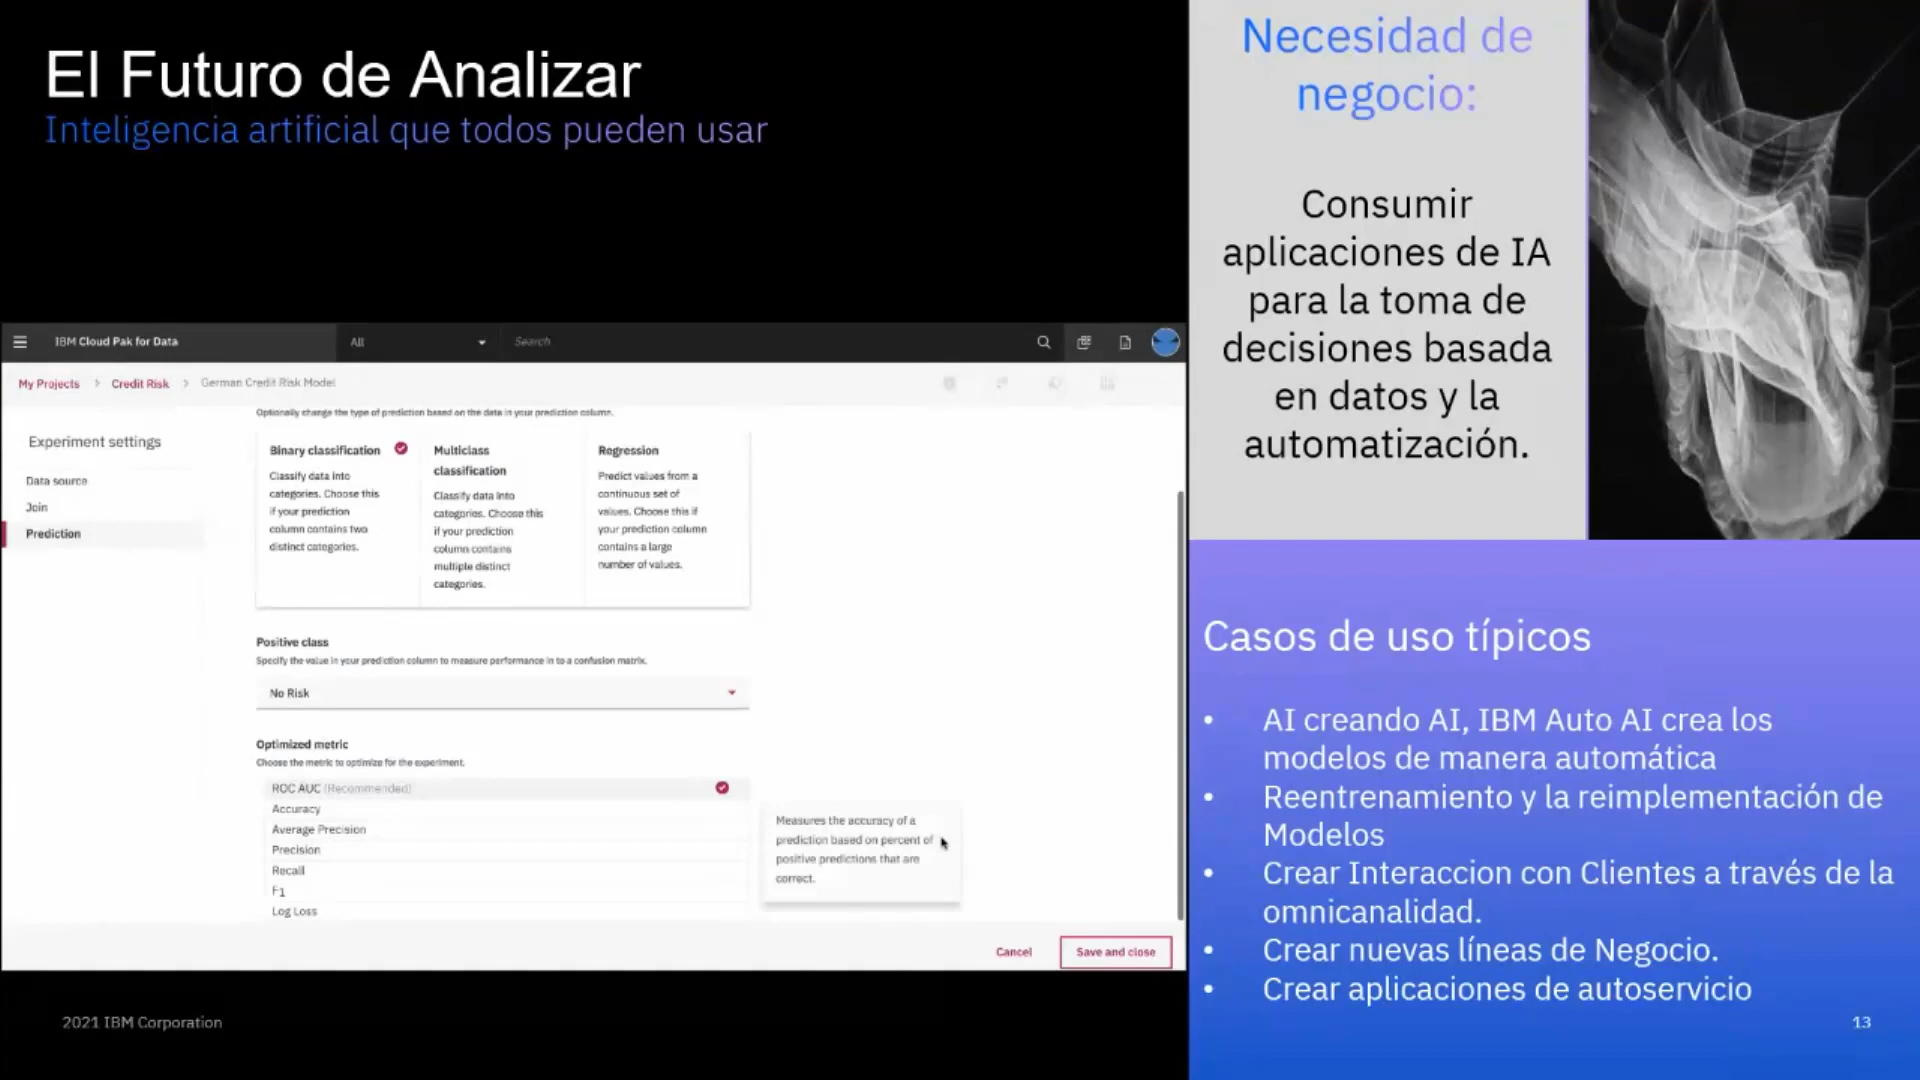 El Futuro de Analizar
Inteligencia artificial que todos pueden usar
IBM Cloud Pak for Data
All
Search
My Projects > Credit Risk > German Credit Risk Model
Optionally change the type of prediction based on the data in your prediction column.
Experiment settings
Data source
Join
Prediction
Binary classification
Classify data into
categories. Choose this
if your prediction
column contains two
distinct categories.
Multiclass
classification
Classify data into
categories. Choose this
if your prediction
column contains
multiple distinct
categories.
Regression
Predict values from a
continuous set of
values. Choose this if
your prediction column
contains a large
number of values.
Positive class
Specify the value in your prediction column to measure performance in to a confusion matrix.
No Risk
Optimized metric
Choose the metric to optimize for the experiment.
ROC AUC (Recommended)
Accuracy
Average Precision
Precision
Recall
F1
Log Loss
Measures the accuracy of a
prediction based on percent of
positive predictions that are
correct.
Cancel
Save and close
2021 IBM Corporation
Necesidad de
negocio:
Consumir
aplicaciones de IA
para la toma de
decisiones basada
en datos y la
automatización.
Casos de uso típicos
• AI creando AI, IBM Auto AI crea los
modelos de manera automática
• Reentrenamiento y la reimplementación de
Modelos
• Crear Interaccion con Clientes a través de la
omnicanalidad.
• Crear nuevas líneas de Negocio.
• Crear aplicaciones de autoservicio
13